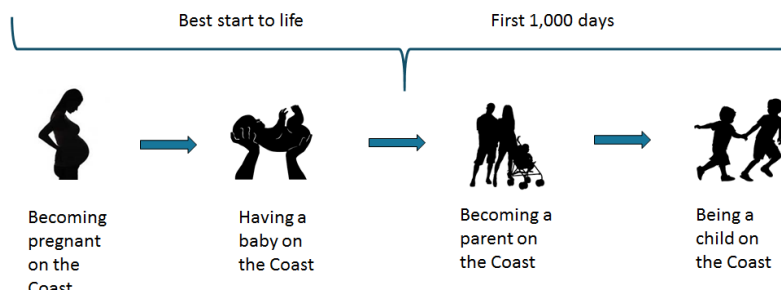 Best start to life
First 1,000 days
Becoming
pregnant
on the
Coast
Having a
baby on
the Coast
Becoming a
parent on
the Coast
Being a
child on
the Coast